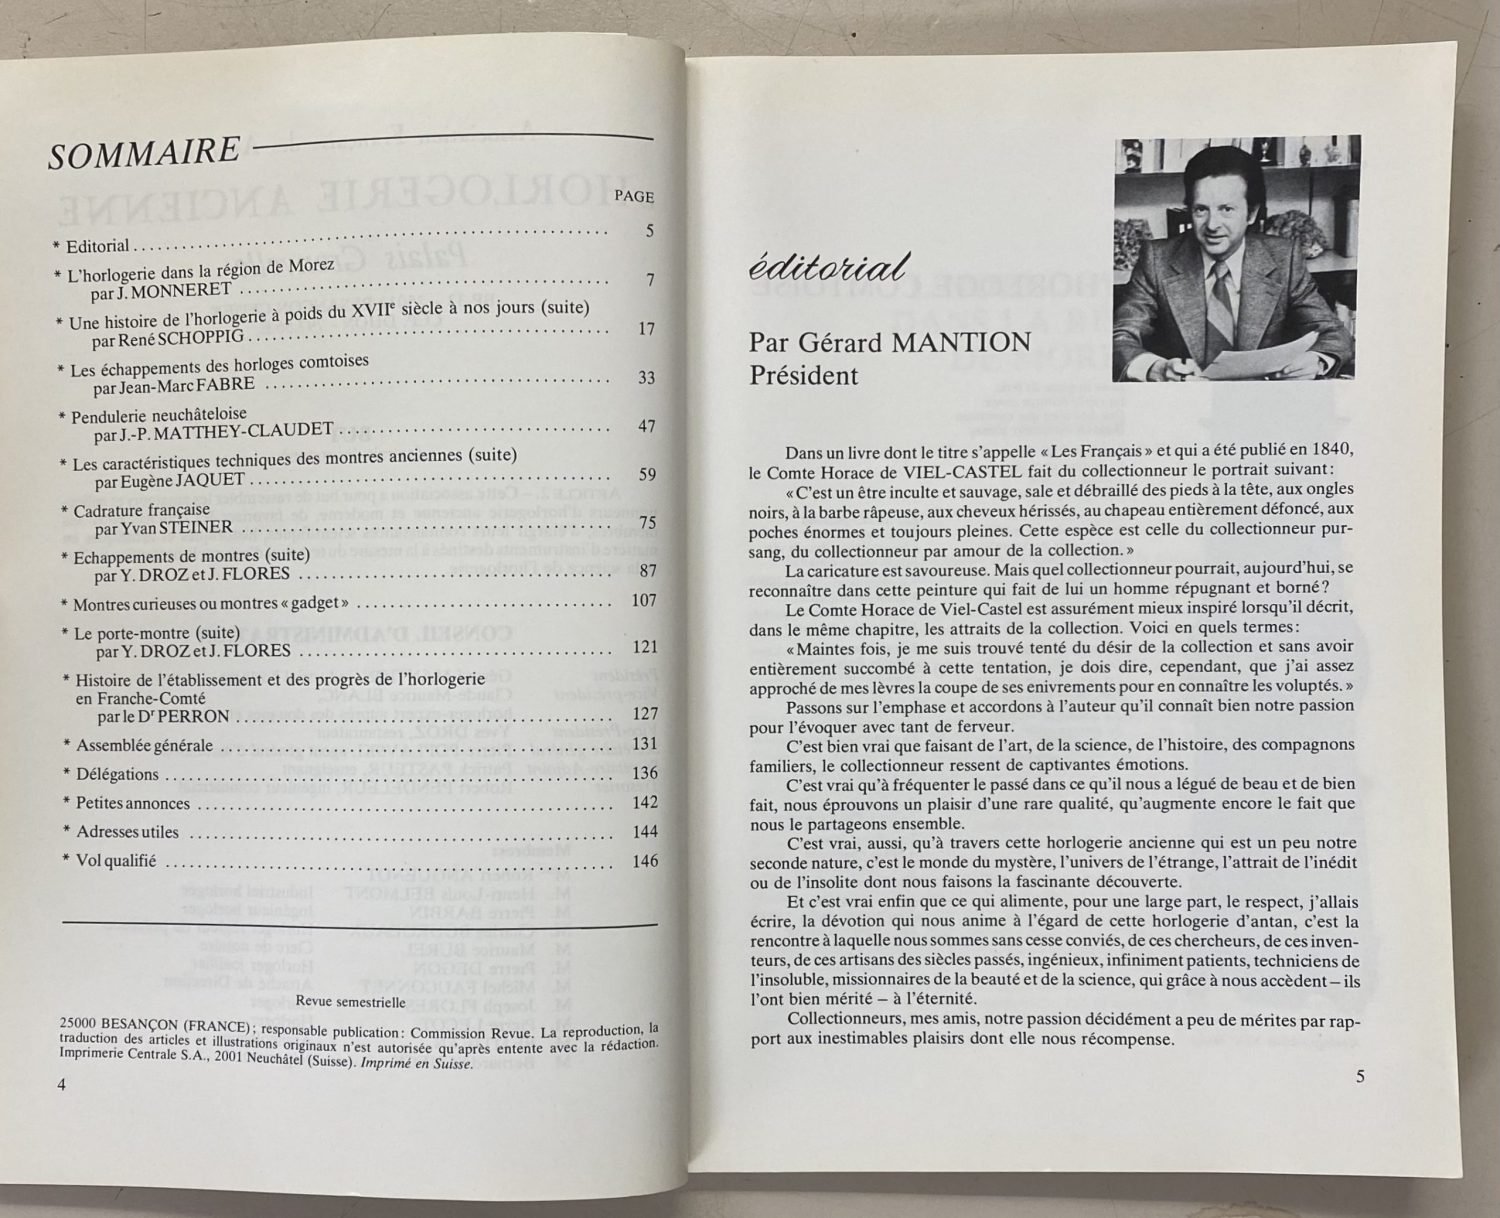 SOMMAIRE
PAGE
* Editorial ........ 5
* L'horlogerie dans la région de Morez
par J. MONNERET ........ 7
* Une histoire de l'horlogerie à poids du XVIIe siècle à nos jours (suite)
par René SCHOPPIG ........ 17
* Les échappements des horloges comtoises
par Jean-Marc FABRE ........ 33
* Pendulerie neuchâteloise
par J.-P. MATTHEY-CLAUDET ........ 47
* Les caractéristiques techniques des montres anciennes (suite)
par Eugène JAQUET ........ 59
* Cadrature française
par Yvan STEINER ........ 75
* Echappements de montres (suite)
par Y. DROZ et J. FLORES ........ 87
* Montres curieuses ou montres « gadget » ........ 107
* Le porte-montre (suite)
par Y. DROZ et J. FLORES ........ 121
* Histoire de l'établissement et des progrès de l'horlogerie
en Franche-Comté
par le Dr PERRON ........ 127
* Assemblée générale ........ 131
* Délégations ........ 136
* Petites annonces ........ 142
* Adresses utiles ........ 144
* Vol qualifié ........ 146
Revue semestrielle
25000 BESANÇON (FRANCE) ; responsable publication : Commission Revue. La reproduction, la
traduction des articles et illustrations originaux n'est autorisée qu'après entente avec la rédaction.
Imprimerie Centrale S.A., 2001 Neuchâtel (Suisse). Imprimé en Suisse.
4
éditorial
Par Gérard MANTION
Président
Dans un livre dont le titre s'appelle « Les Français » et qui a été publié en 1840,
le Comte Horace de VIEL-CASTEL fait du collectionneur le portrait suivant :
« C'est un être inculte et sauvage, sale et débraillé des pieds à la tête, aux ongles
noirs, à la barbe râpeuse, aux cheveux hérissés, au chapeau entièrement défoncé, aux
poches énormes et toujours pleines. Cette espèce est celle du collectionneur pur-
sang, du collectionneur par amour de la collection. »
La caricature est savoureuse. Mais quel collectionneur pourrait, aujourd'hui, se
reconnaître dans cette peinture qui fait de lui un homme répugnant et borné ?
Le Comte Horace de Viel-Castel est assurément mieux inspiré lorsqu'il décrit,
dans le même chapitre, les attraits de la collection. Voici en quels termes :
« Maintes fois, je me suis trouvé tenté du désir de la collection et sans avoir
entièrement succombé à cette tentation, je dois dire, cependant, que j'ai assez
approché de mes lèvres la coupe de ses enivrements pour en connaître les voluptés. »
Passons sur l'emphase et accordons à l'auteur qu'il connaît bien notre passion
pour l'évoquer avec tant de ferveur.
C'est bien vrai que faisant de l'art, de la science, de l'histoire, des compagnons
familiers, le collectionneur ressent de captivantes émotions.
C'est vrai qu'à fréquenter le passé dans ce qu'il nous a légué de beau et de bien
fait, nous éprouvons un plaisir d'une rare qualité, qu'augmente encore le fait que
nous le partageons ensemble.
C'est vrai, aussi, qu'à travers cette horlogerie ancienne qui est un peu notre
seconde nature, c'est le monde du mystère, l'univers de l'étrange, l'attrait de l'inédit
ou de l'insolite dont nous faisons la fascinante découverte.
Et c'est vrai enfin que ce qui alimente, pour une large part, le respect, j'allais
écrire, la dévotion qui nous anime à l'égard de cette horlogerie d'antan, c'est la
rencontre à laquelle nous sommes sans cesse conviés, de ces chercheurs, de ces inven-
teurs, de ces artisans des siècles passés, ingénieux, infiniment patients, techniciens de
l'insoluble, missionnaires de la beauté et de la science, qui grâce à nous accèdent – ils
l'ont bien mérité – à l'éternité.
Collectionneurs, mes amis, notre passion décidément a peu de mérites par rap-
port aux inestimables plaisirs dont elle nous récompense.
5